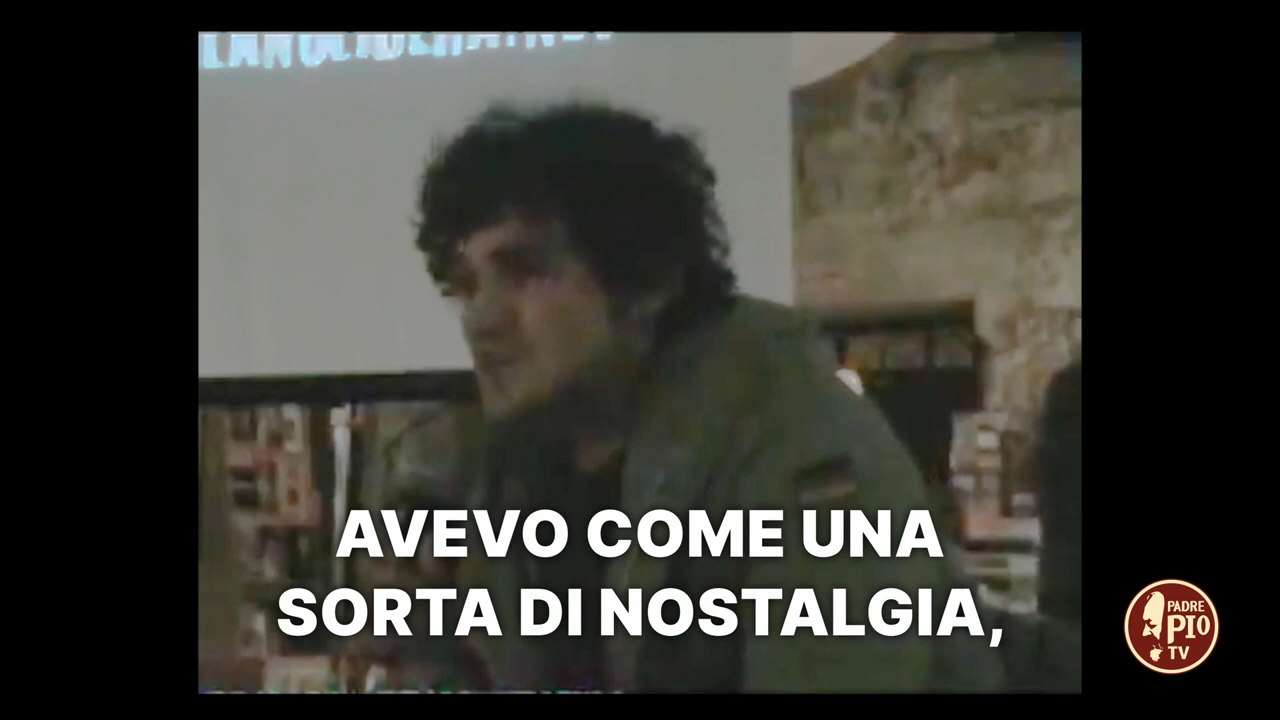 AVEVO COME UNA
SORTA DI NOSTALGIA,
PADRE
PIO
TV